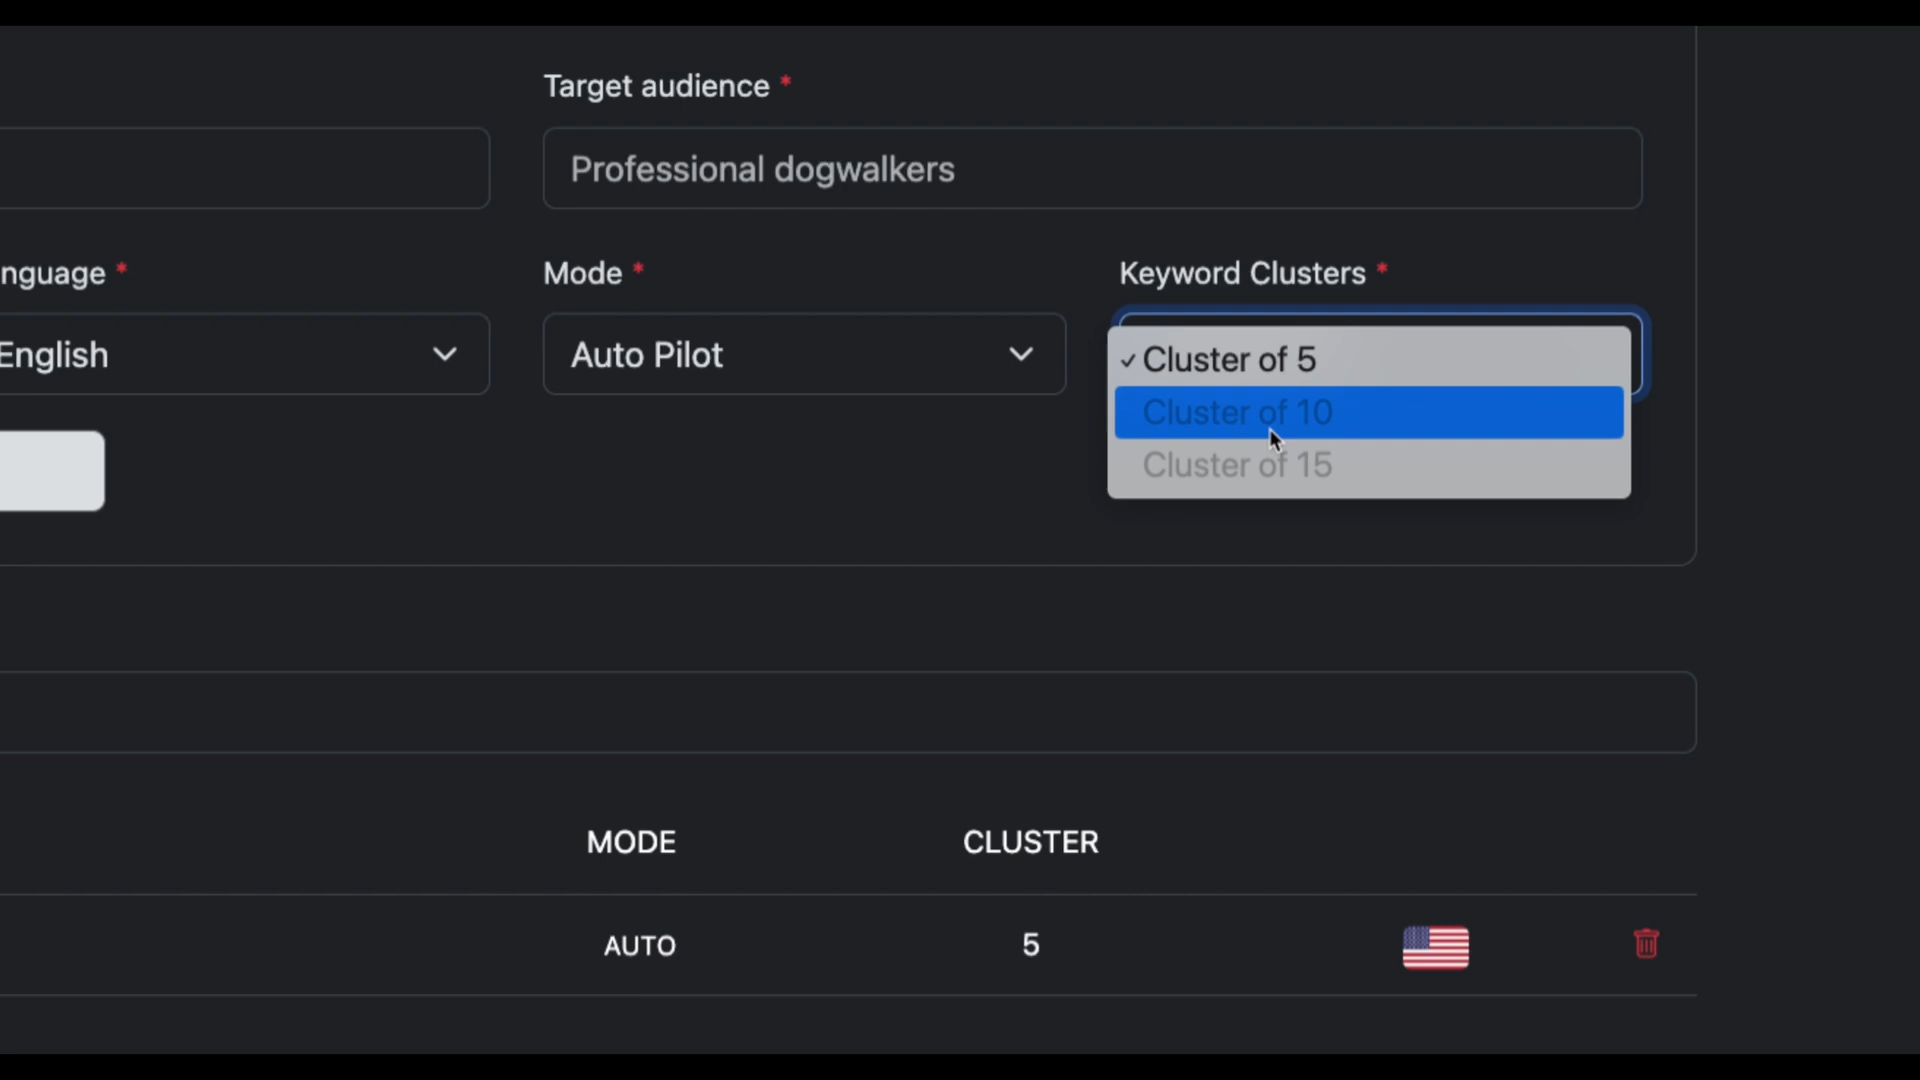 Target audience *
Professional dogwalkers
nguage *
Mode *
Keyword Clusters *
English
Auto Pilot
✓ Cluster of 5
Cluster of 10
Cluster of 15
MODE
CLUSTER
AUTO
5